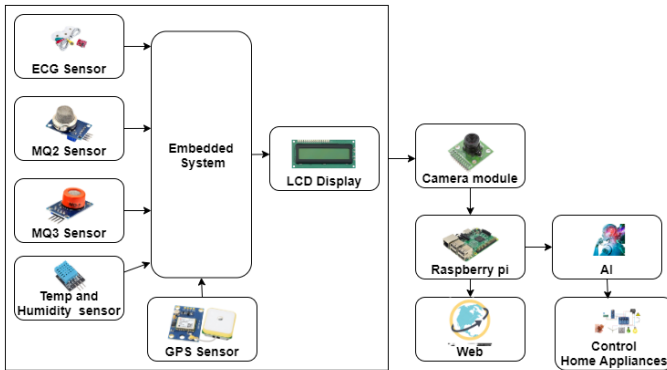 ECG Sensor
MQ2 Sensor
MQ3 Sensor
Temp and
Humidity sensor
Embedded
System
GPS Sensor
LCD Display
Camera module
Raspberry pi
AI
Web
Control
Home Appliances